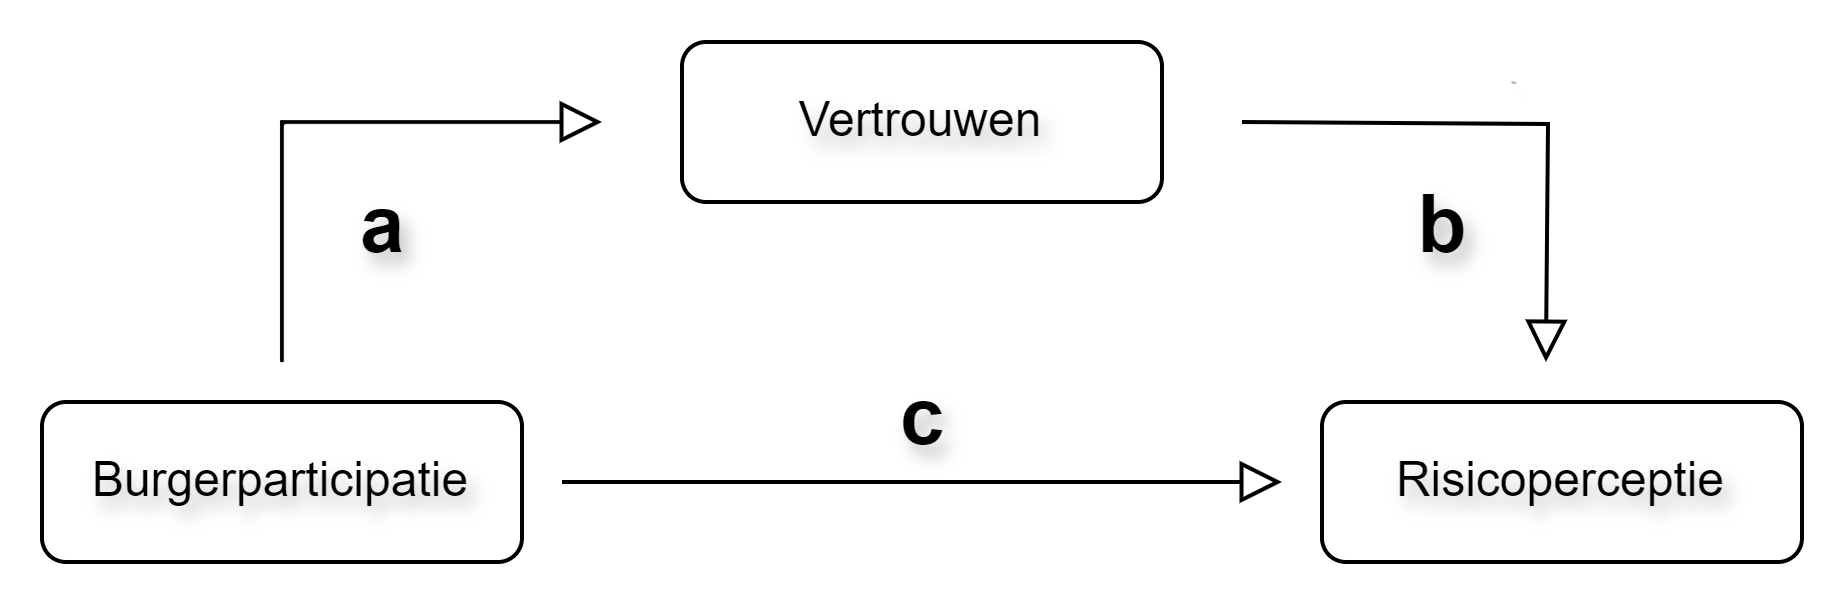 Vertrouwen
a
b
c
Burgerparticipatie
Risicoperceptie